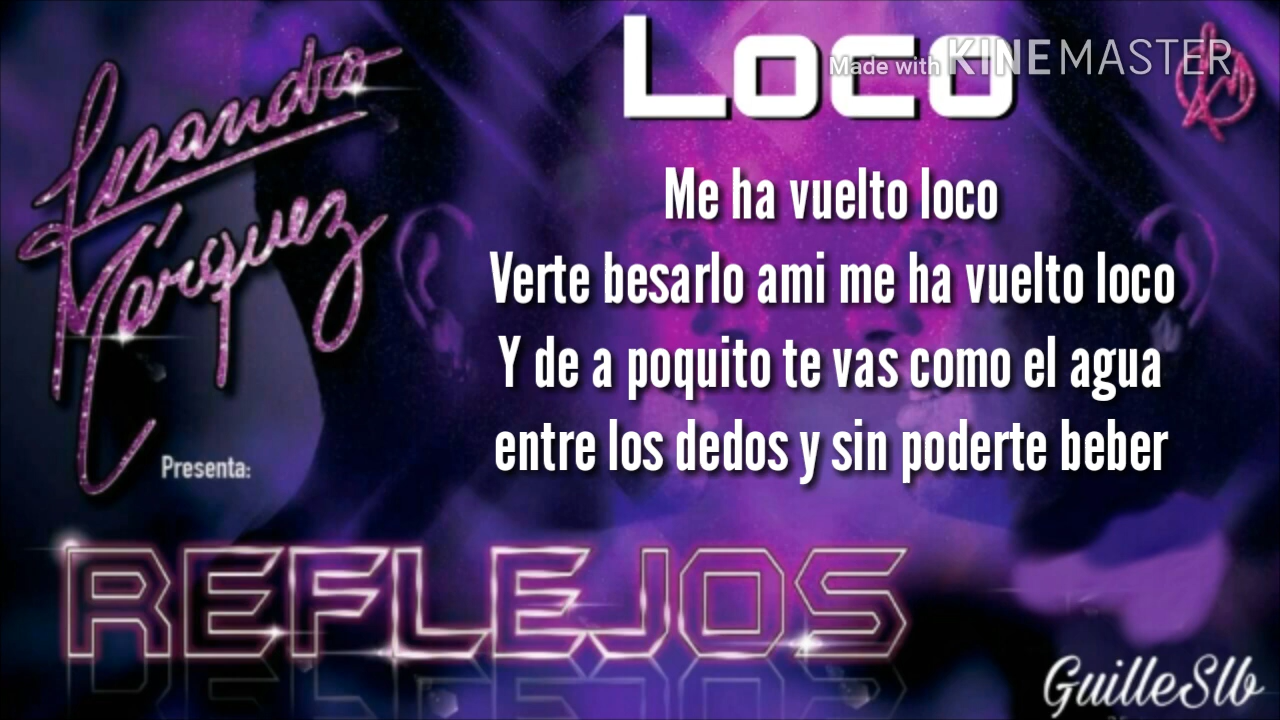 Loco
Made with KINEMASTER
Lisandro
Márquez
Me ha vuelto loco
Verte besarlo ami me ha vuelto loco
Y de a poquito te vas como el agua
entre los dedos y sin poderte beber
Presenta:
REFLEJOS
GuilleSlb